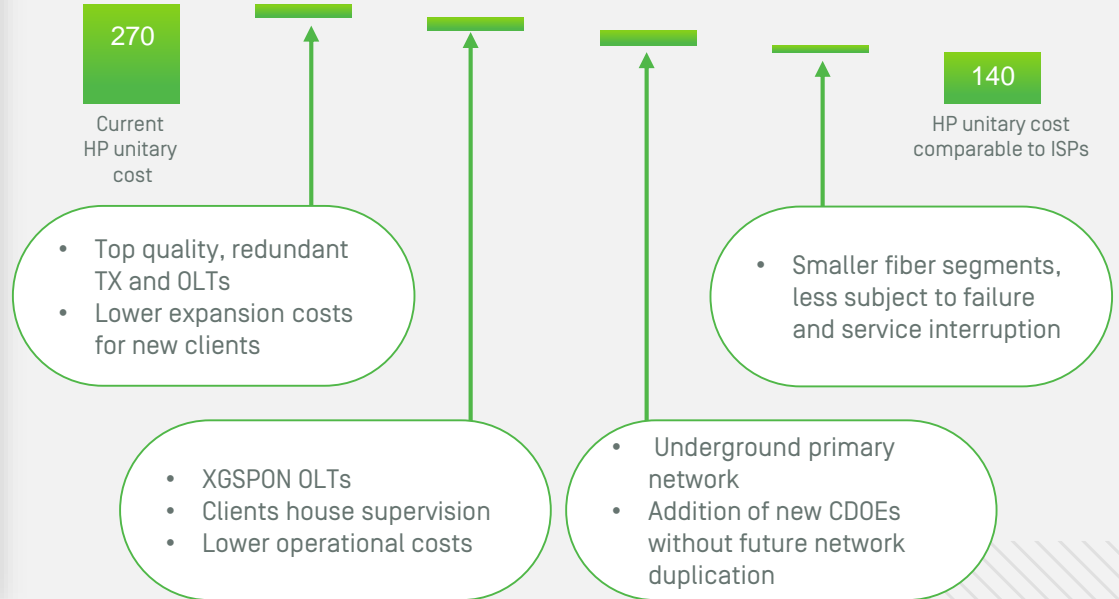 270
Current
HP unitary
cost
140
HP unitary cost
comparable to ISPs
• Top quality, redundant
TX and OLTs
• Lower expansion costs
for new clients
• Smaller fiber segments,
less subject to failure
and service interruption
• XGSPON OLTs
• Clients house supervision
• Lower operational costs
• Underground primary
network
• Addition of new CDOEs
without future network
duplication